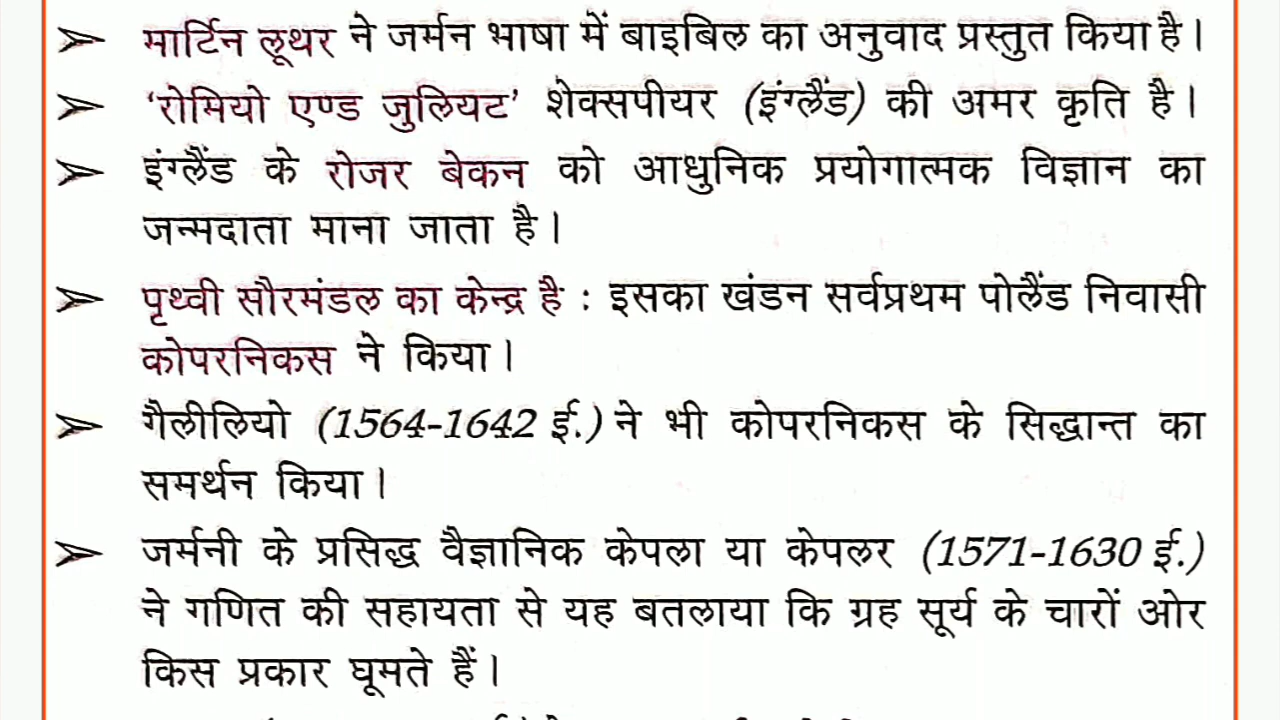 ➢ मार्टिन लूथर ने जर्मन भाषा में बाइबिल का अनुवाद प्रस्तुत किया है।
➢ 'रोमियो एण्ड जुलियट' शेक्सपीयर (इंग्लैंड) की अमर कृति है।
➢ इंग्लैंड के रोजर बेकन को आधुनिक प्रयोगात्मक विज्ञान का
जन्मदाता माना जाता है।
➢ पृथ्वी सौरमंडल का केन्द्र है : इसका खंडन सर्वप्रथम पोलैंड निवासी
कोपरनिकस ने किया।
➢ गैलीलियो (1564-1642 ई.) ने भी कोपरनिकस के सिद्धान्त का
समर्थन किया।
➢ जर्मनी के प्रसिद्ध वैज्ञानिक केपला या केपलर (1571-1630 ई.)
ने गणित की सहायता से यह बतलाया कि ग्रह सूर्य के चारों ओर
किस प्रकार घूमते हैं।